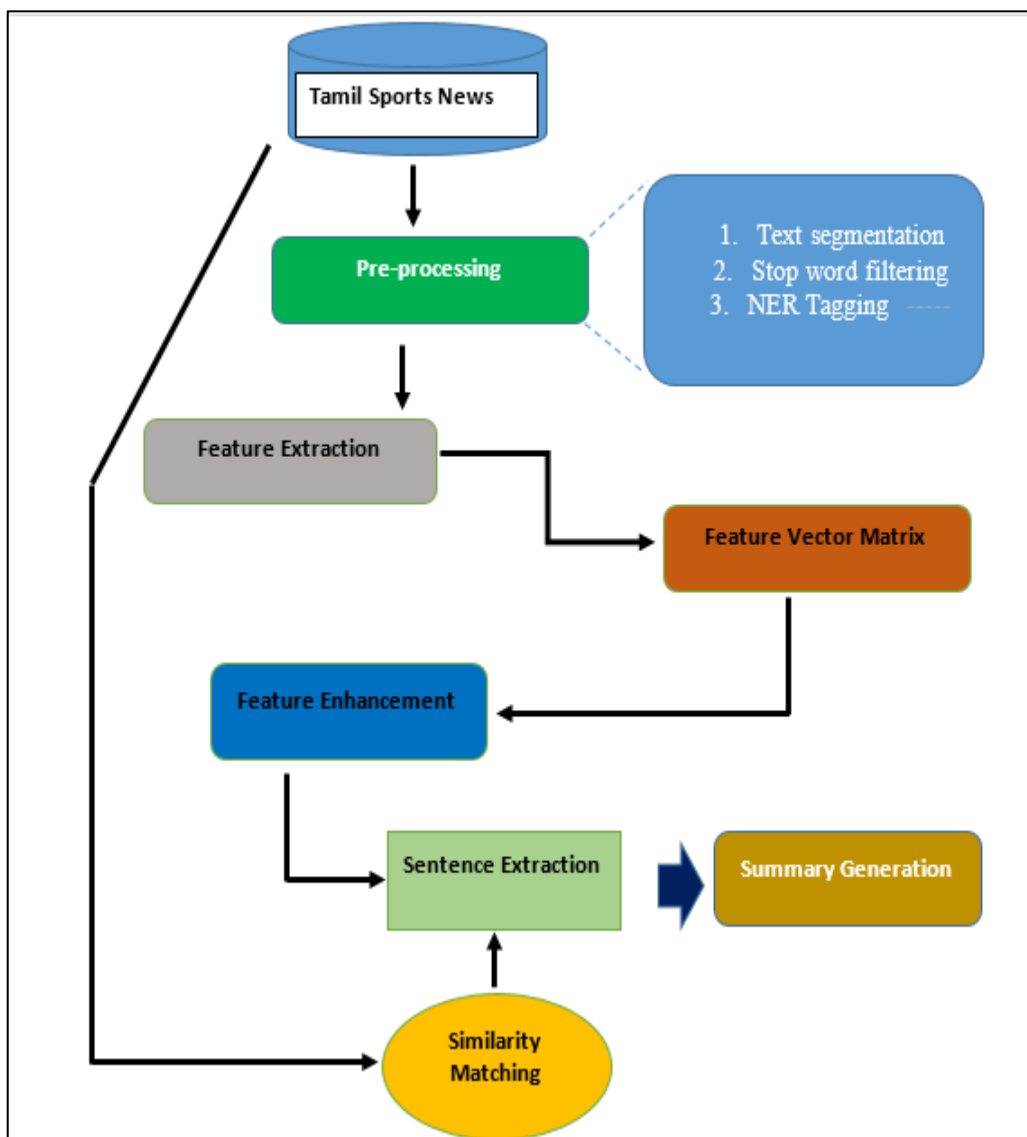 Tamil Sports News
Pre-processing
1. Text segmentation
2. Stop word filtering
3. NER Tagging
Feature Extraction
Feature Vector Matrix
Feature Enhancement
Sentence Extraction
Summary Generation
Similarity
Matching